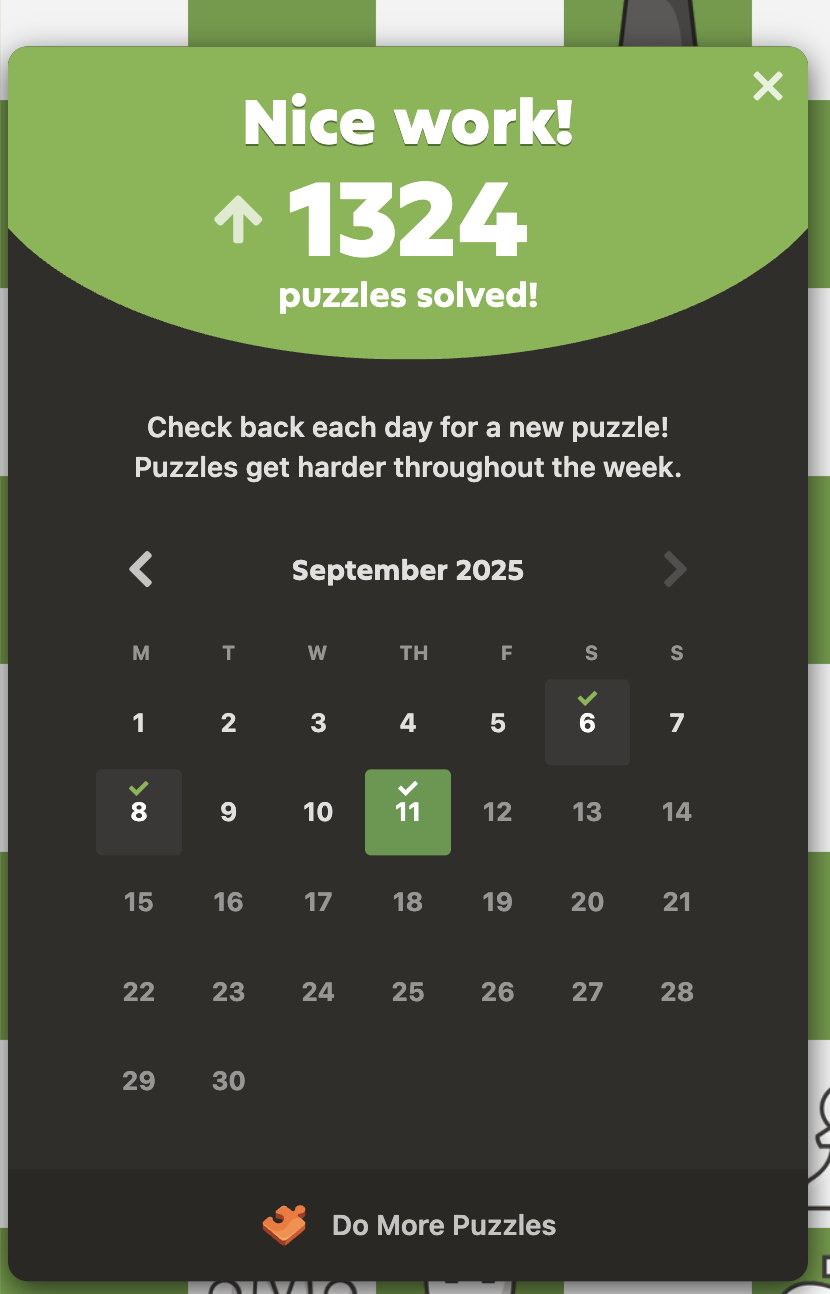 Nice work!
1324
puzzles solved!
Check back each day for a new puzzle!
Puzzles get harder throughout the week.
September 2025
M T W TH F S S
1 2 3 4 5 6 7
8 9 10 11 12 13 14
15 16 17 18 19 20 21
22 23 24 25 26 27 28
29 30
Do More Puzzles